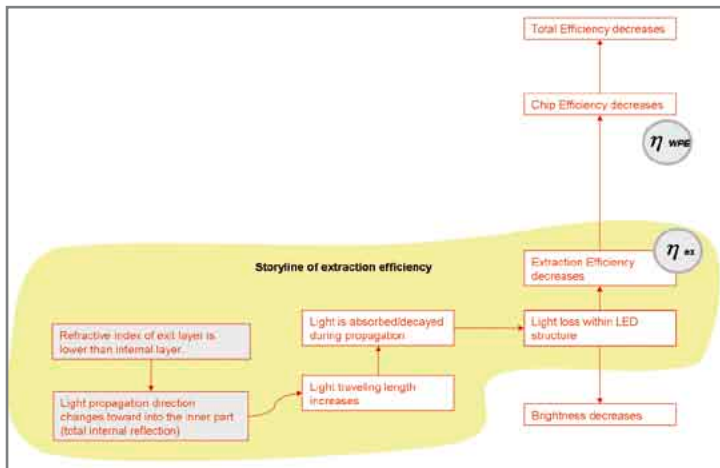 Total Efficiency decreases
Chip Efficiency decreases
η WPE
Storyline of extraction efficiency
η ex
Extraction Efficiency
decreases
Light is absorbed/decayed
during propagation
Light loss within LED
structure
Refractive index of exit layer is
lower than internal layer.
Light propagation direction
changes toward into the inner part
(total internal reflection)
Light traveling length
increases
Brightness decreases